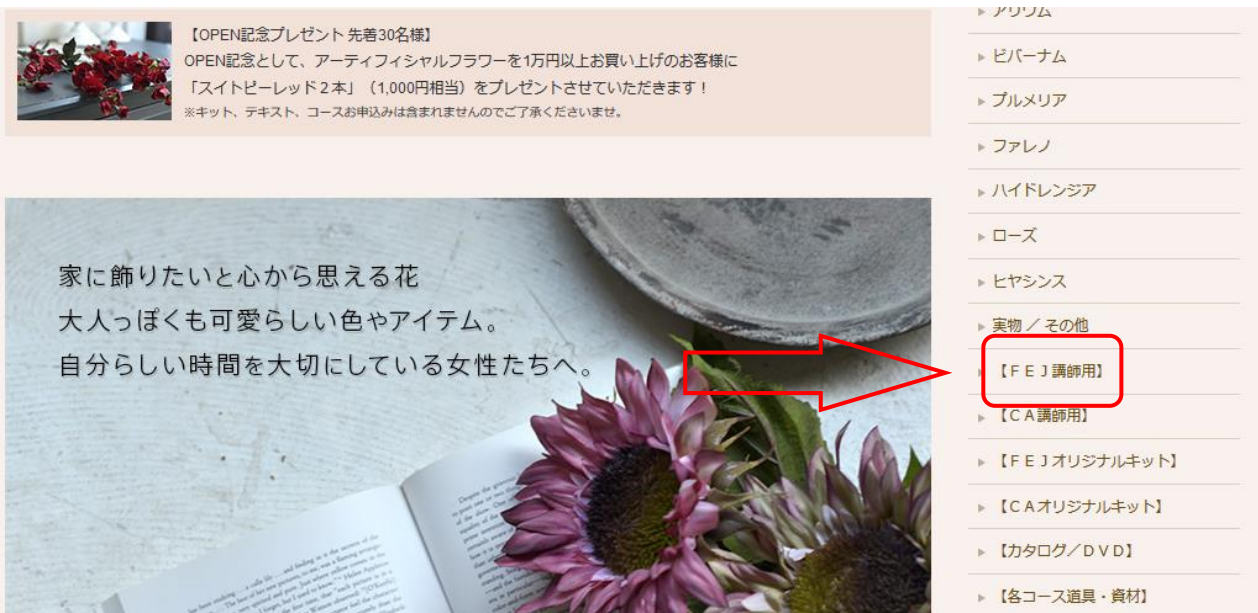 【OPEN記念プレゼント 先着30名様】
OPEN記念として、アーティフィシャルフラワーを1万円以上お買い上げのお客様に
「スイトピーレッド２本」（1,000円相当）をプレゼントさせていただきます！
※キット、テキスト、コースお申込みは含まれませんのでご了承くださいませ。
家に飾りたいと心から思える花
大人っぽくも可愛らしい色やアイテム。
自分らしい時間を大切にしている女性たちへ。
アリウム
ビバーナム
プルメリア
ファレノ
ハイドレンジア
ローズ
ヒヤシンス
実物 ／ その他
【ＦＥＪ講師用】
【ＣＡ講師用】
【ＦＥＪオリジナルキット】
【ＣＡオリジナルキット】
【カタログ／ＤＶＤ】
【各コース道具・資材】